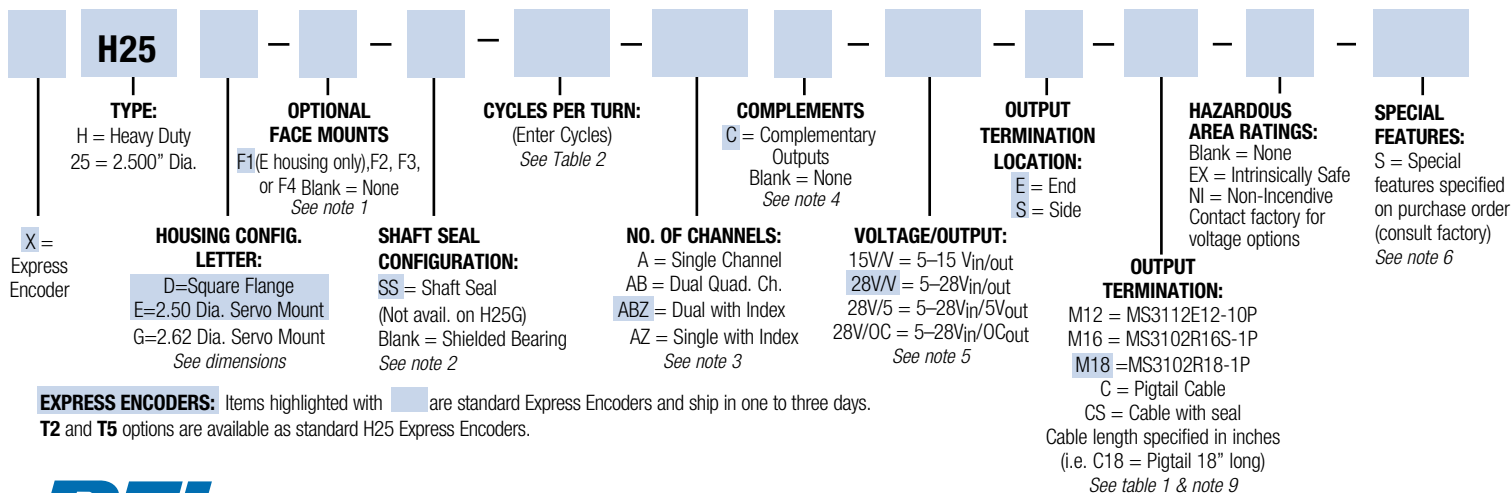 H25
TYPE:
H = Heavy Duty
25 = 2.500” Dia.
OPTIONAL
FACE MOUNTS
F1(E housing only),F2, F3,
or F4 Blank = None
See note 1
CYCLES PER TURN:
(Enter Cycles)
See Table 2
COMPLEMENTS
C = Complementary
Outputs
Blank = None
See note 4
OUTPUT
TERMINATION
LOCATION:
E = End
S = Side
HAZARDOUS
AREA RATINGS:
Blank = None
EX = Intrinsically Safe
NI = Non-Incendive
Contact factory for
voltage options
SPECIAL
FEATURES:
S = Special
features specified
on purchase order
(consult factory)
See note 6
X =
Express
Encoder
HOUSING CONFIG.
LETTER:
D=Square Flange
E=2.50 Dia. Servo Mount
G=2.62 Dia. Servo Mount
See dimensions
SHAFT SEAL
CONFIGURATION:
SS = Shaft Seal
(Not avail. on H25G)
Blank = Shielded Bearing
See note 2
NO. OF CHANNELS:
A = Single Channel
AB = Dual Quad. Ch.
ABZ = Dual with Index
AZ = Single with Index
See note 3
VOLTAGE/OUTPUT:
15V/V = 5–15 Vin/out
28V/V = 5–28Vin/out
28V/5 = 5–28Vin/5Vout
28V/OC = 5–28Vin/OCout
See note 5
OUTPUT
TERMINATION:
M12 = MS3112E12-10P
M16 = MS3102R16S-1P
M18 =MS3102R18-1P
C = Pigtail Cable
CS = Cable with seal
Cable length specified in inches
(i.e. C18 = Pigtail 18” long)
See table 1 & note 9
EXPRESS ENCODERS: Items highlighted with are standard Express Encoders and ship in one to three days.
T2 and T5 options are available as standard H25 Express Encoders.